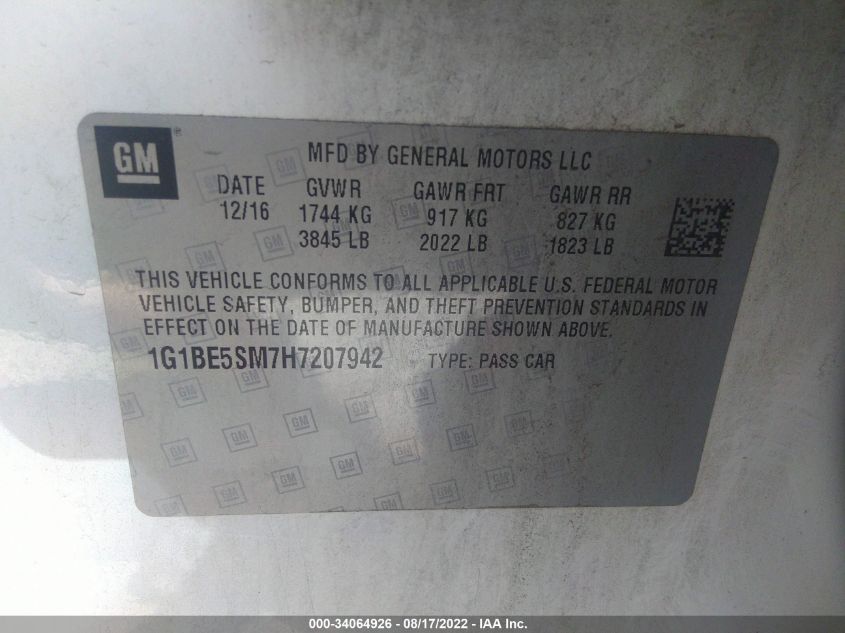 GM ®
MFD BY GENERAL MOTORS LLC
DATE GVWR GAWR FRT GAWR RR
12/16 1744 KG 917 KG 827 KG
3845 LB 2022 LB 1823 LB
THIS VEHICLE CONFORMS TO ALL APPLICABLE U.S. FEDERAL MOTOR
VEHICLE SAFETY, BUMPER, AND THEFT PREVENTION STANDARDS IN
EFFECT ON THE DATE OF MANUFACTURE SHOWN ABOVE.
1G1BE5SM7H7207942 TYPE: PASS CAR
000-34064926 - 08/17/2022 - IAA Inc.